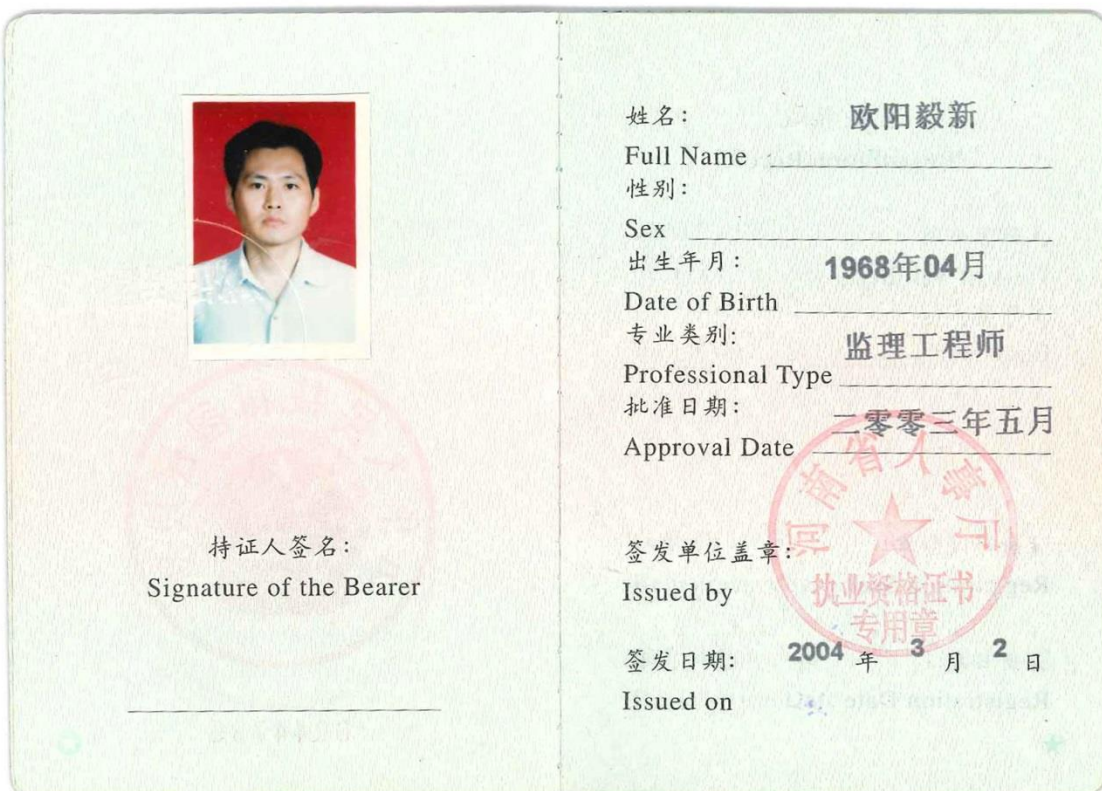 持证人签名:
Signature of the Bearer
姓名: 欧阳毅新
Full Name
性别:
Sex
出生年月: 1968年04月
Date of Birth
专业类别: 监理工程师
Professional Type
批准日期: 二零零三年五月
Approval Date
河南省人事厅
执业资格证书
专用章
签发单位盖章:
Issued by
签发日期: 2004 年 3 月 2 日
Issued on